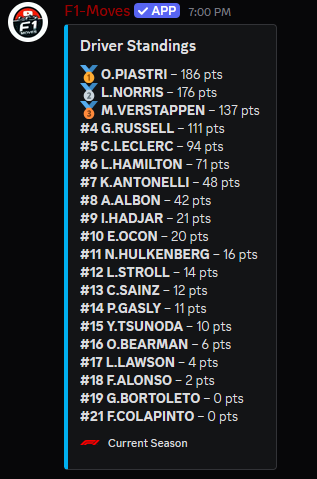 F1-Moves ✓ APP 7:00 PM
F1
MOVES
Driver Standings
🥇 O.PIASTRI – 186 pts
🥈 L.NORRIS – 176 pts
🥉 M.VERSTAPPEN – 137 pts
#4 G.RUSSELL – 111 pts
#5 C.LECLERC – 94 pts
#6 L.HAMILTON – 71 pts
#7 K.ANTONELLI – 48 pts
#8 A.ALBON – 42 pts
#9 I.HADJAR – 21 pts
#10 E.OCON – 20 pts
#11 N.HULKENBERG – 16 pts
#12 L.STROLL – 14 pts
#13 C.SAINZ – 12 pts
#14 P.GASLY – 11 pts
#15 Y.TSUNODA – 10 pts
#16 O.BEARMAN – 6 pts
#17 L.LAWSON – 4 pts
#18 F.ALONSO – 2 pts
#19 G.BORTOLETO – 0 pts
#21 F.COLAPINTO – 0 pts
Current Season